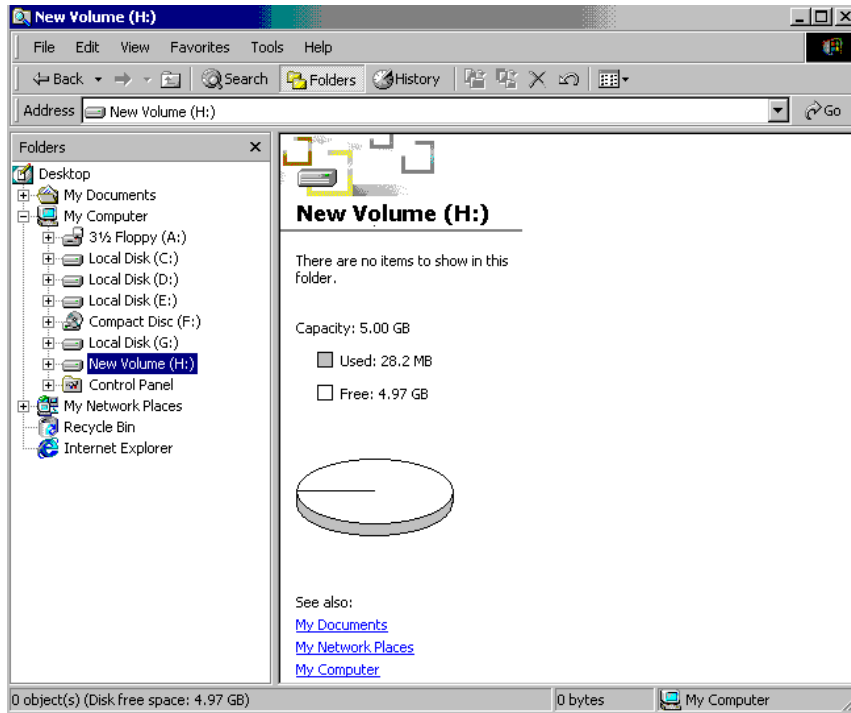 New Volume (H:)
File Edit View Favorites Tools Help
Back Search Folders History
Address New Volume (H:) Go
Folders
Desktop
My Documents
My Computer
3½ Floppy (A:)
Local Disk (C:)
Local Disk (D:)
Local Disk (E:)
Compact Disc (F:)
Local Disk (G:)
New Volume (H:)
Control Panel
My Network Places
Recycle Bin
Internet Explorer
New Volume (H:)
There are no items to show in this
folder.
Capacity: 5.00 GB
Used: 28.2 MB
Free: 4.97 GB
See also:
My Documents
My Network Places
My Computer
0 object(s) (Disk free space: 4.97 GB) 0 bytes My Computer